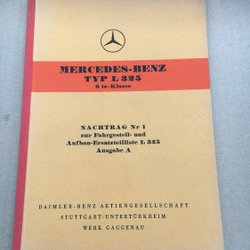 MERCEDES-BENZ
TYP L 325
6 to-Klasse
NACHTRAG Nr 1
zur Fahrgestell- und
Aufbau-Ersatzteilliste L 325
Ausgabe A
DAIMLER-BENZ AKTIENGESELLSCHAFT
STUTTGART-UNTERTÜRKHEIM
WERK GAGGENAU